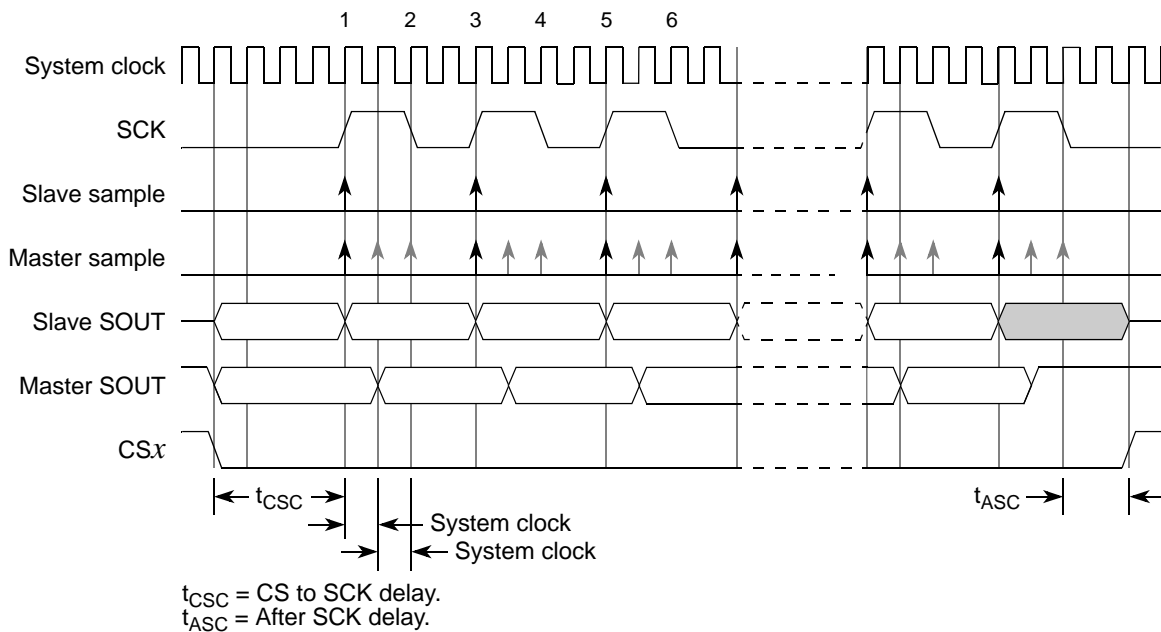 1 2 3 4 5 6
System clock
SCK
Slave sample
Master sample
Slave SOUT
Master SOUT
CSx
tCSC
tASC
System clock
System clock
tCSC = CS to SCK delay.
tASC = After SCK delay.